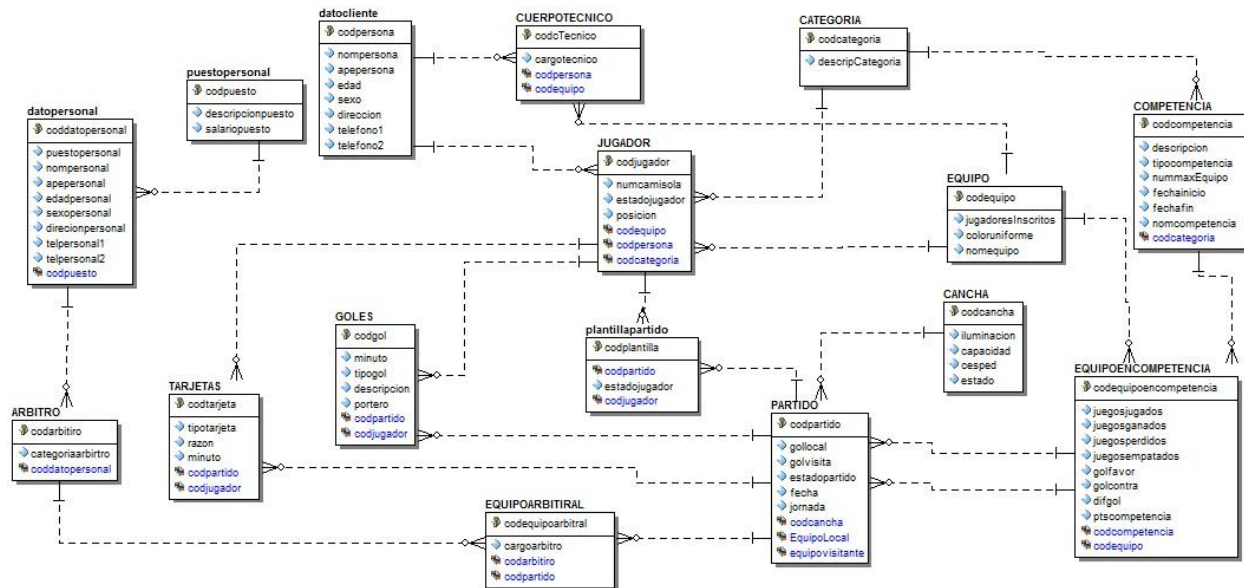 datocliente
codpersona
nompersona
apepersona
edad
sexo
direccion
telefono1
telefono2
CUERPOTECNICO
codcTecnico
cargotecnico
codpersona
codequipo
CATEGORIA
codcategoria
descripCategoria
puestopersonal
codpuesto
descripcionpuesto
salariopuesto
datopersonal
coddatopersonal
puestopersonal
nompersonal
apepersonal
edadpersonal
sexopersonal
direcionpersonal
telpersonal1
telpersonal2
codpuesto
JUGADOR
codjugador
numcamisola
estadojugador
posicion
codequipo
codpersona
codcategoria
EQUIPO
codequipo
jugadoresInscritos
coloruniforme
nomequipo
COMPETENCIA
codcompetencia
descripcion
tipocompetencia
nummaxEquipo
fechainicio
fechafin
nomcompetencia
codcategoria
CANCHA
codcancha
iluminacion
capacidad
cesped
estado
GOLES
codgol
minuto
tipogol
descripcion
portero
codpartido
codjugador
plantillapartido
codplantilla
codpartido
estadojugador
codjugador
EQUIPOENCOMPETENCIA
codequipoencompetencia
juegosjugados
juegosganados
juegosperdidos
juegosempatados
golfavor
golcontra
difgol
ptscompetencia
codcompetencia
codequipo
TARJETAS
codtarjeta
tipotarjeta
razon
minuto
codpartido
codjugador
ARBITRO
codarbitiro
categoriaarbirtro
coddatopersonal
PARTIDO
codpartido
gollocal
golvisita
estadopartido
fecha
jornada
codcancha
EquipoLocal
equipovisitante
EQUIPOARBITIRAL
codequipoarbitral
cargoarbitro
codarbitiro
codpartido